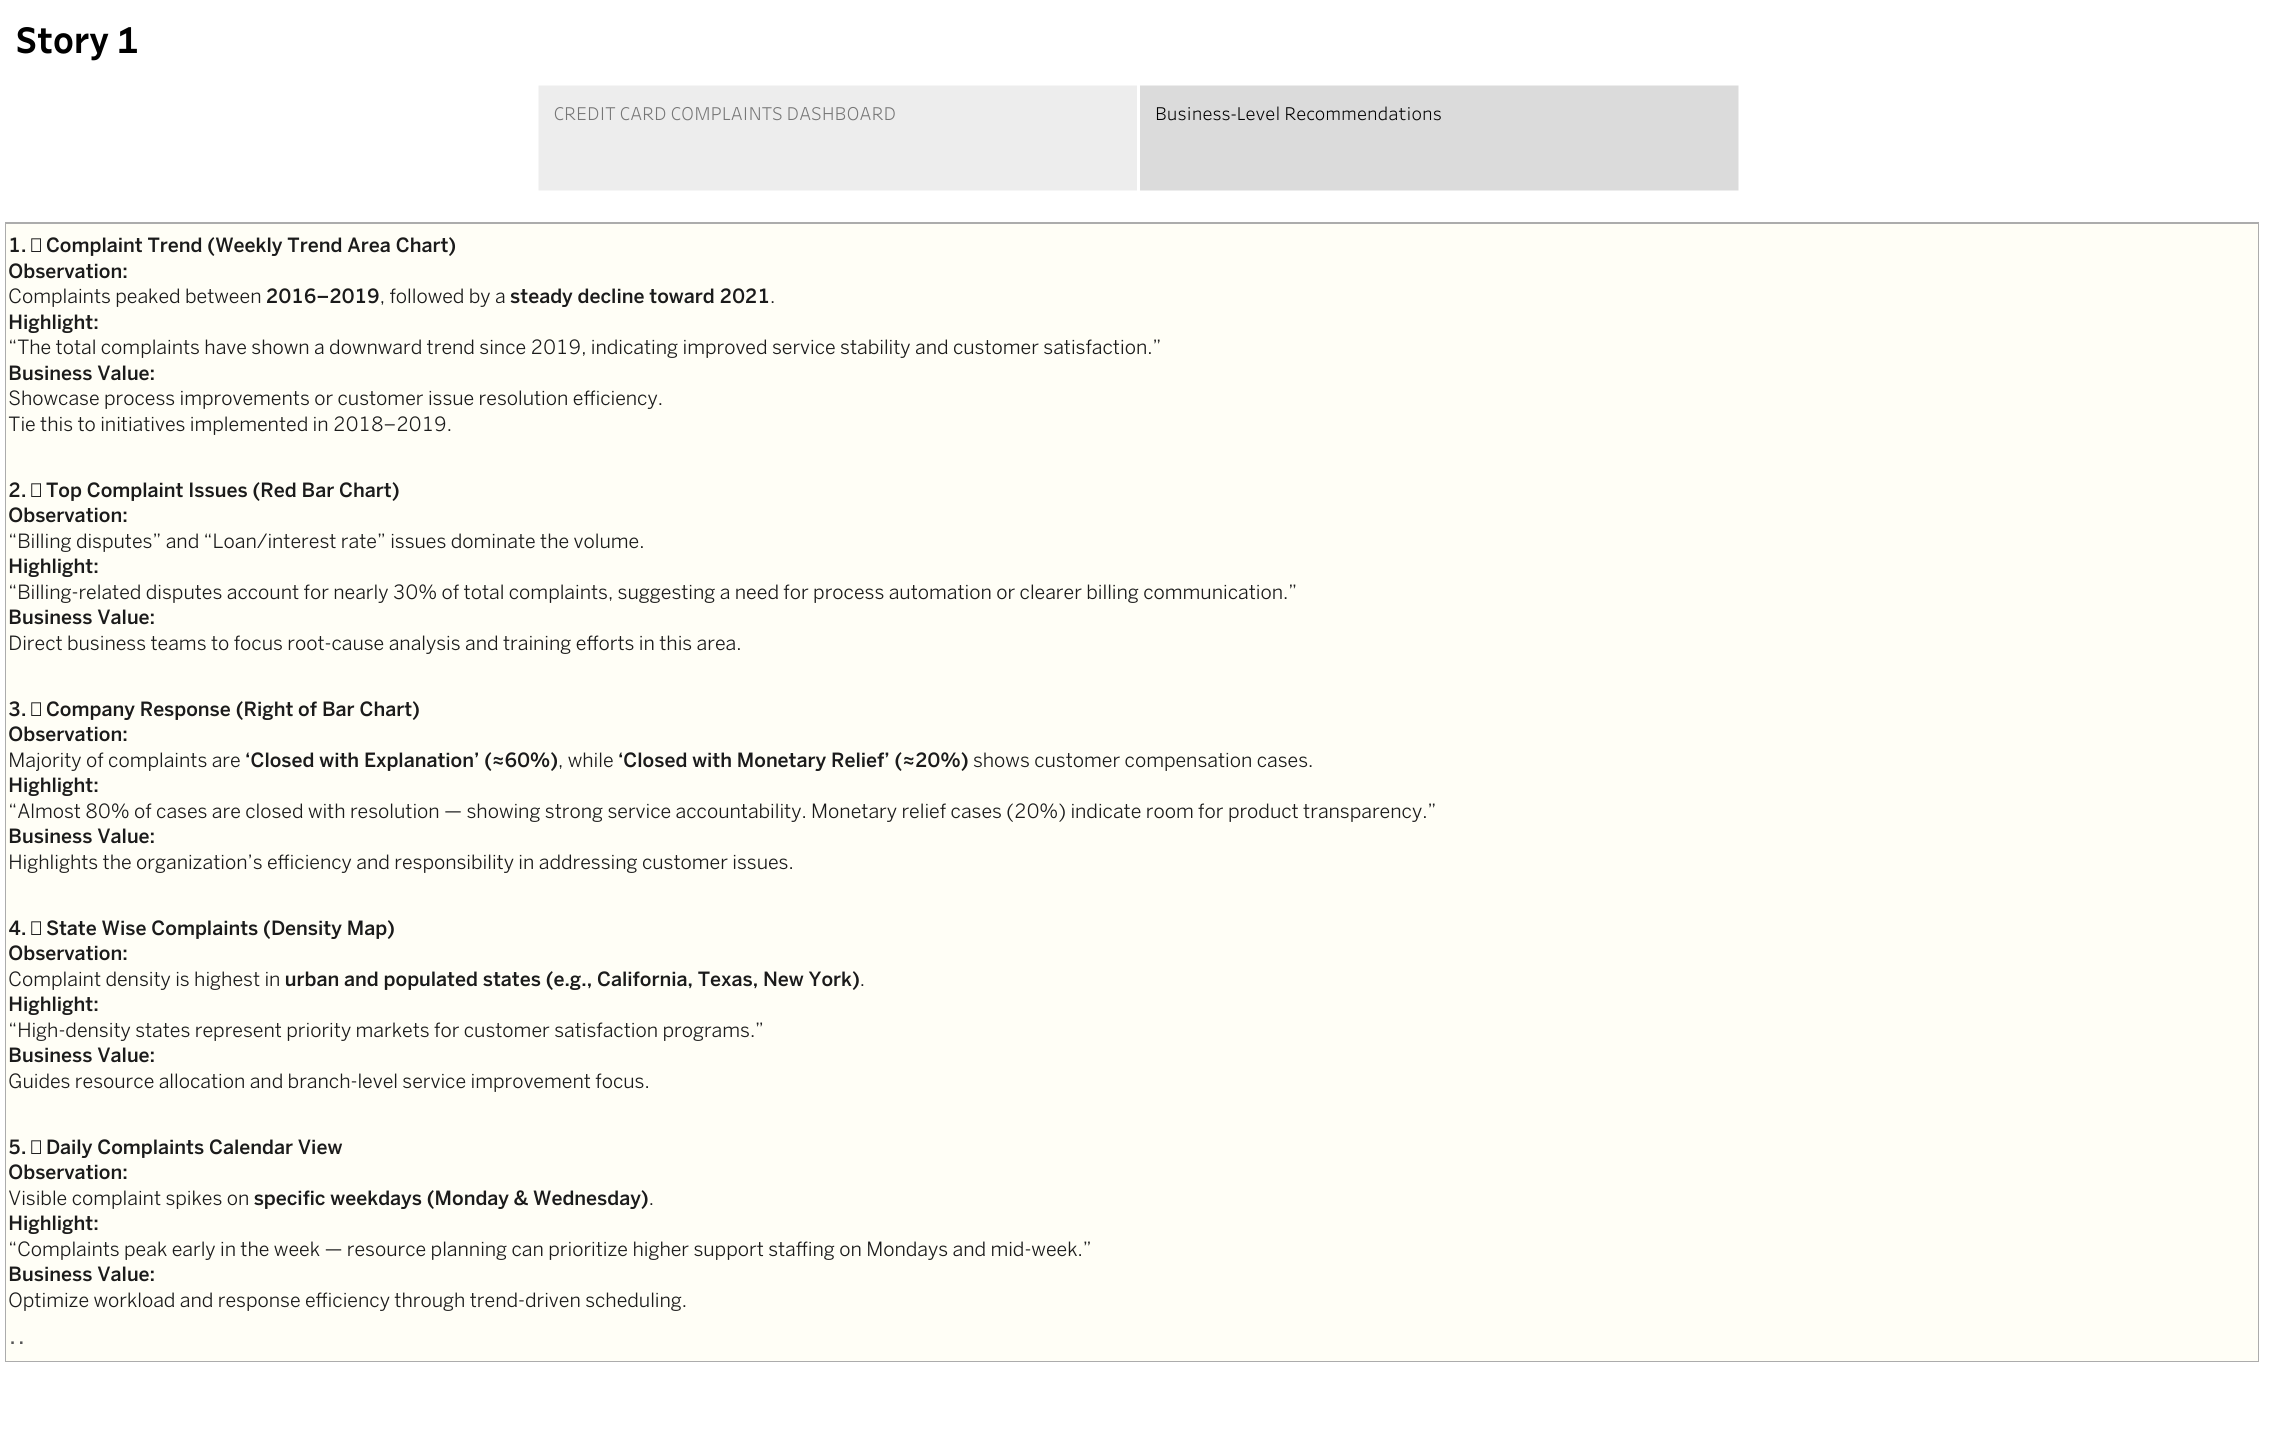 Story 1
CREDIT CARD COMPLAINTS DASHBOARD
Business-Level Recommendations
1. Complaint Trend (Weekly Trend Area Chart)
Observation:
Complaints peaked between 2016–2019, followed by a steady decline toward 2021.
Highlight:
“The total complaints have shown a downward trend since 2019, indicating improved service stability and customer satisfaction.”
Business Value:
Showcase process improvements or customer issue resolution efficiency.
Tie this to initiatives implemented in 2018–2019.
2. Top Complaint Issues (Red Bar Chart)
Observation:
“Billing disputes” and “Loan/interest rate” issues dominate the volume.
Highlight:
“Billing-related disputes account for nearly 30% of total complaints, suggesting a need for process automation or clearer billing communication.”
Business Value:
Direct business teams to focus root-cause analysis and training efforts in this area.
3. Company Response (Right of Bar Chart)
Observation:
Majority of complaints are ‘Closed with Explanation’ (≈60%), while ‘Closed with Monetary Relief’ (≈20%) shows customer compensation cases.
Highlight:
“Almost 80% of cases are closed with resolution — showing strong service accountability. Monetary relief cases (20%) indicate room for product transparency.”
Business Value:
Highlights the organization’s efficiency and responsibility in addressing customer issues.
4. State Wise Complaints (Density Map)
Observation:
Complaint density is highest in urban and populated states (e.g., California, Texas, New York).
Highlight:
“High-density states represent priority markets for customer satisfaction programs.”
Business Value:
Guides resource allocation and branch-level service improvement focus.
5. Daily Complaints Calendar View
Observation:
Visible complaint spikes on specific weekdays (Monday & Wednesday).
Highlight:
“Complaints peak early in the week — resource planning can prioritize higher support staffing on Mondays and mid-week.”
Business Value:
Optimize workload and response efficiency through trend-driven scheduling.
. .